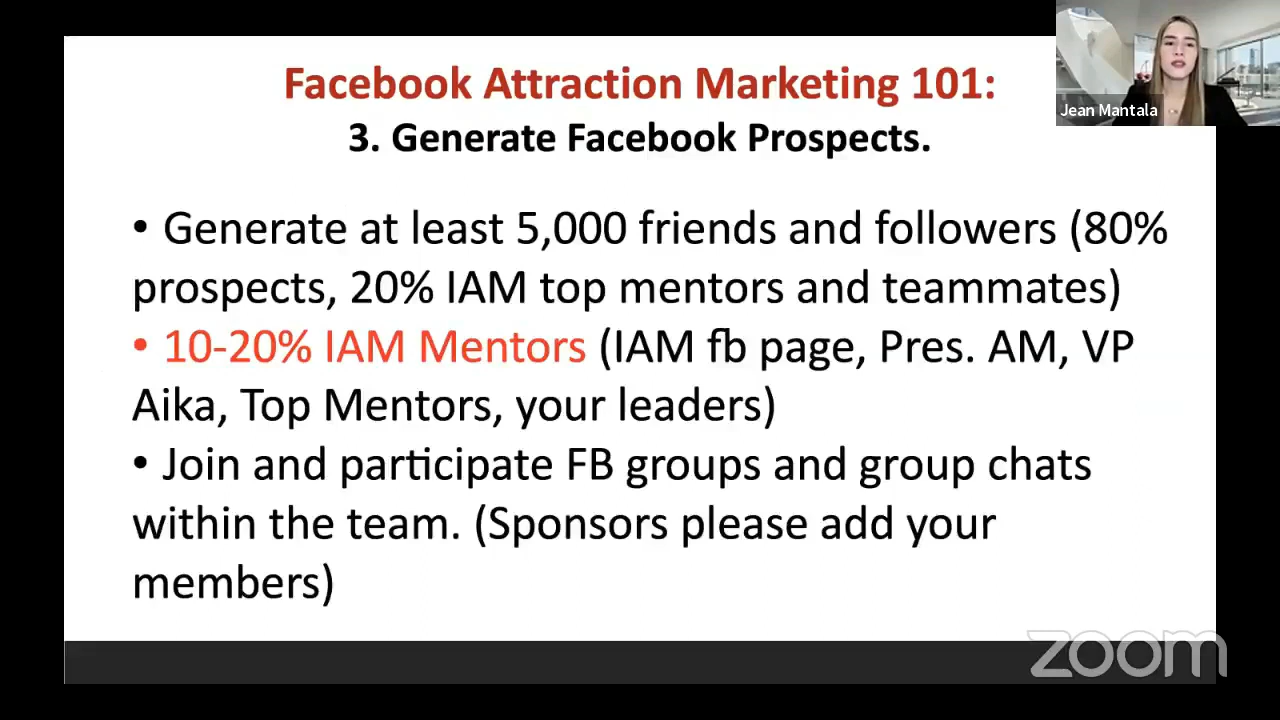 Facebook Attraction Marketing 101:
3. Generate Facebook Prospects.
Jean Mantala
• Generate at least 5,000 friends and followers (80%
prospects, 20% IAM top mentors and teammates)
• 10-20% IAM Mentors (IAM fb page, Pres. AM, VP
Aika, Top Mentors, your leaders)
• Join and participate FB groups and group chats
within the team. (Sponsors please add your
members)
zoom